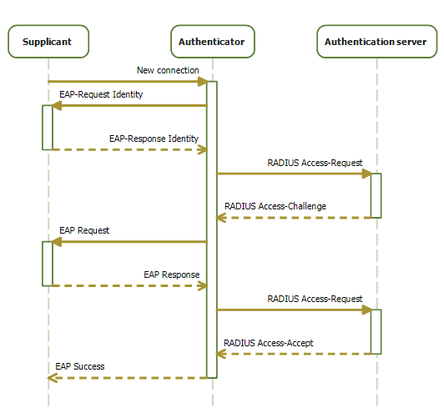 Supplicant
Authenticator
Authentication server
New connection
EAP-Request Identity
EAP-Response Identity
RADIUS Access-Request
RADIUS Access-Challenge
EAP Request
EAP Response
RADIUS Access-Request
RADIUS Access-Accept
EAP Success